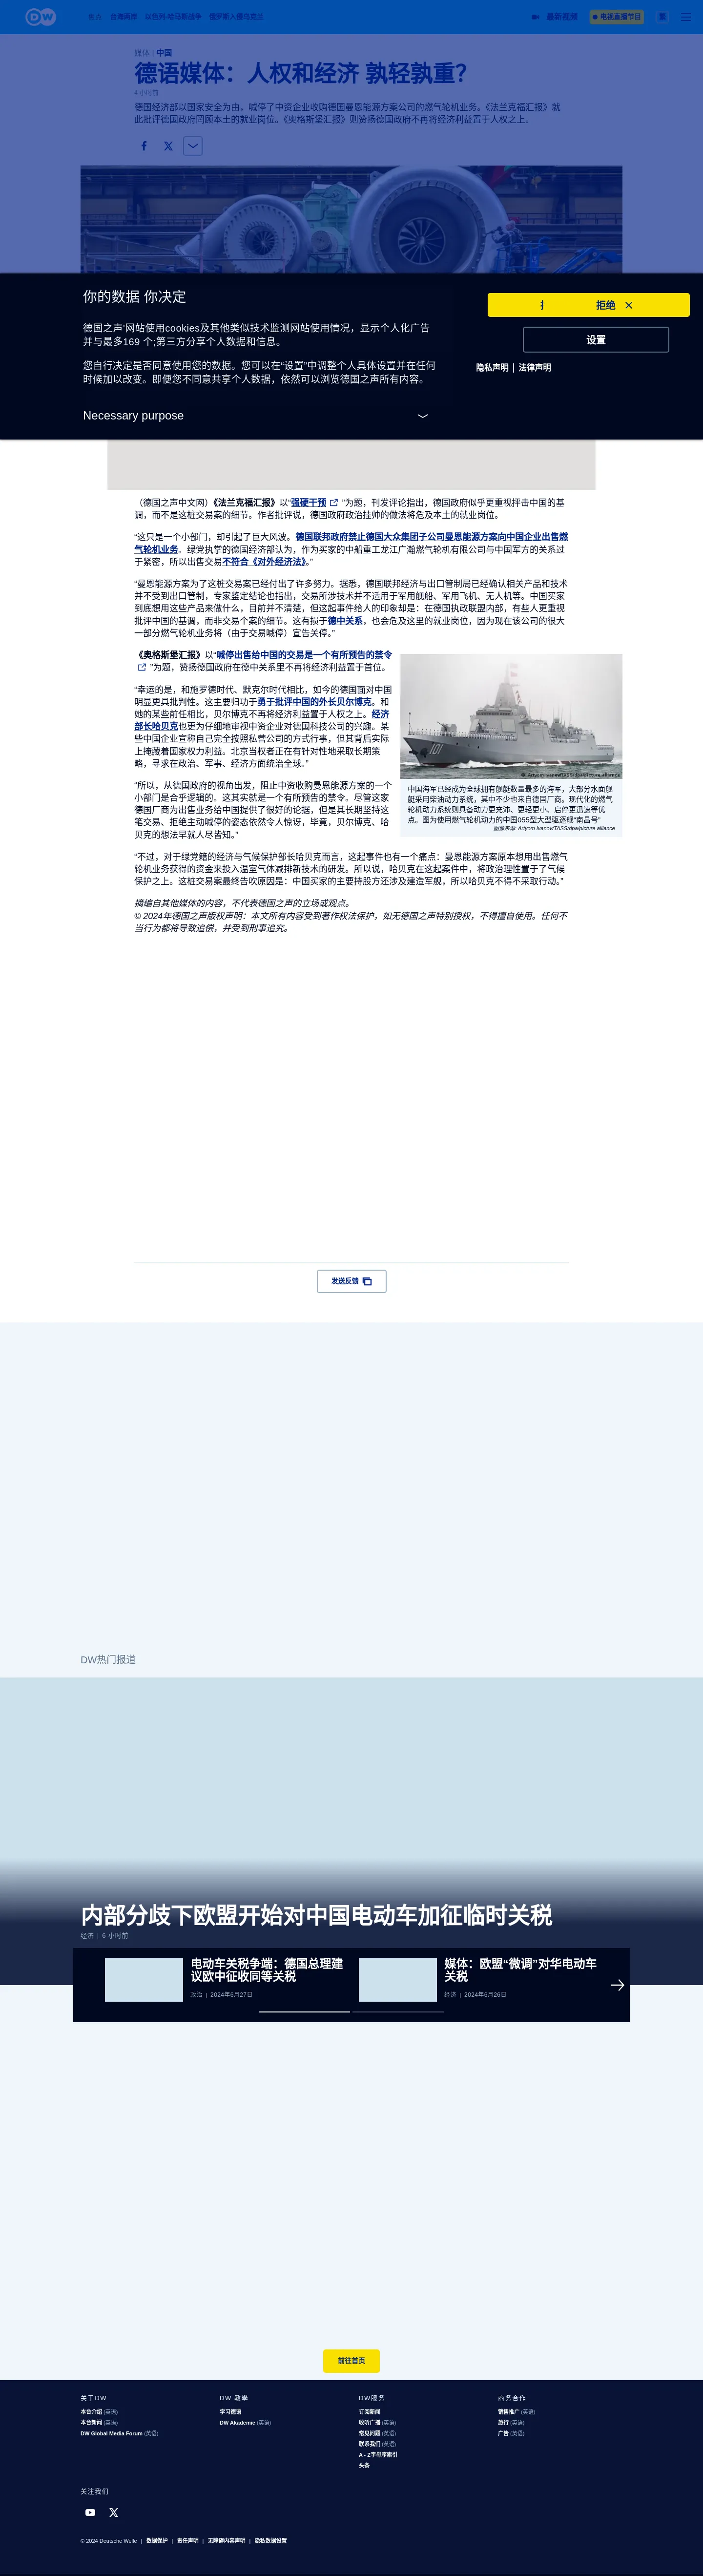 DW
焦点 台海两岸 以色列-哈马斯战争 俄罗斯入侵乌克兰
最新视频 电视直播节目 繁
媒体 | 中国
德语媒体：人权和经济 孰轻孰重？
4 小时前
德国经济部以国家安全为由，喊停了中资企业收购德国曼恩能源方案公司的燃气轮机业务。《法兰克福汇报》就
此批评德国政府罔顾本土的就业岗位。《奥格斯堡汇报》则赞扬德国政府不再将经济利益置于人权之上。
你的数据 你决定
德国之声'网站使用cookies及其他类似技术监测网站使用情况，显示个人化广告
并与最多169 个;第三方分享个人数据和信息。
您自行决定是否同意使用您的数据。您可以在"设置"中调整个人具体设置并在任何
时候加以改变。即便您不同意共享个人数据，依然可以浏览德国之声所有内容。
Necessary purpose
拒绝
设置
隐私声明 | 法律声明
（德国之声中文网）《法兰克福汇报》以“强硬干预 ”为题，刊发评论指出，德国政府似乎更重视抨击中国的基
调，而不是这桩交易案的细节。作者批评说，德国政府政治挂帅的做法将危及本土的就业岗位。
“这只是一个小部门，却引起了巨大风波。德国联邦政府禁止德国大众集团子公司曼恩能源方案向中国企业出售燃
气轮机业务。绿党执掌的德国经济部认为，作为买家的中船重工龙江广瀚燃气轮机有限公司与中国军方的关系过
于紧密，所以出售交易不符合《对外经济法》。”
“曼恩能源方案为了这桩交易案已经付出了许多努力。据悉，德国联邦经济与出口管制局已经确认相关产品和技术
并不受到出口管制，专家鉴定结论也指出，交易所涉技术并不适用于军用舰船、军用飞机、无人机等。中国买家
到底想用这些产品来做什么，目前并不清楚，但这起事件给人的印象却是：在德国执政联盟内部，有些人更重视
批评中国的基调，而非交易个案的细节。这有损于德中关系，也会危及这里的就业岗位，因为现在该公司的很大
一部分燃气轮机业务将（由于交易喊停）宣告关停。”
《奥格斯堡汇报》以“喊停出售给中国的交易是一个有所预告的禁令
”为题，赞扬德国政府在德中关系里不再将经济利益置于首位。
“幸运的是，和施罗德时代、默克尔时代相比，如今的德国面对中国
明显更具批判性。这主要归功于勇于批评中国的外长贝尔博克。和
她的某些前任相比，贝尔博克不再将经济利益置于人权之上。经济
部长哈贝克也更为仔细地审视中资企业对德国科技公司的兴趣。某
些中国企业宣称自己完全按照私营公司的方式行事，但其背后实际
上掩藏着国家权力利益。北京当权者正在有针对性地采取长期策
略，寻求在政治、军事、经济方面统治全球。”
“所以，从德国政府的视角出发，阻止中资收购曼恩能源方案的一个
小部门是合乎逻辑的。这其实就是一个有所预告的禁令。尽管这家
德国厂商为出售业务给中国提供了很好的论据，但是其长期坚持这
笔交易、拒绝主动喊停的姿态依然令人惊讶，毕竟，贝尔博克、哈
贝克的想法早就人尽皆知。”
101
© Artyom Ivanov/TASS/dpa/picture alliance
中国海军已经成为全球拥有舰艇数量最多的海军，大部分水面舰
艇采用柴油动力系统，其中不少也来自德国厂商。现代化的燃气
轮机动力系统则具备动力更充沛、更轻更小、启停更迅速等优
点。图为使用燃气轮机动力的中国055型大型驱逐舰“南昌号”
图像来源: Artyom Ivanov/TASS/dpa/picture alliance
“不过，对于绿党籍的经济与气候保护部长哈贝克而言，这起事件也有一个痛点：曼恩能源方案原本想用出售燃气
轮机业务获得的资金来投入温室气体减排新技术的研发。所以说，哈贝克在这起案件中，将政治理性置于了气候
保护之上。这桩交易案最终告吹原因是：中国买家的主要持股方还涉及建造军舰，所以哈贝克不得不采取行动。”
摘编自其他媒体的内容，不代表德国之声的立场或观点。
© 2024年德国之声版权声明：本文所有内容受到著作权法保护，如无德国之声特别授权，不得擅自使用。任何不
当行为都将导致追偿，并受到刑事追究。
发送反馈
DW热门报道
内部分歧下欧盟开始对中国电动车加征临时关税
经济 | 6 小时前
电动车关税争端：德国总理建
议欧中征收同等关税
政治 | 2024年6月27日
媒体：欧盟“微调”对华电动车
关税
经济 | 2024年6月26日
前往首页
关于DW
本台介绍 (英语)
本台新闻 (英语)
DW Global Media Forum (英语)
DW 教學
学习德语
DW Akademie (英语)
DW服务
订阅新闻
收听广播 (英语)
常见问题 (英语)
联系我们 (英语)
A - Z字母序索引
头条
商务合作
销售推广 (英语)
旅行 (英语)
广告 (英语)
关注我们
© 2024 Deutsche Welle | 数据保护 | 责任声明 | 无障碍内容声明 | 隐私数据设置